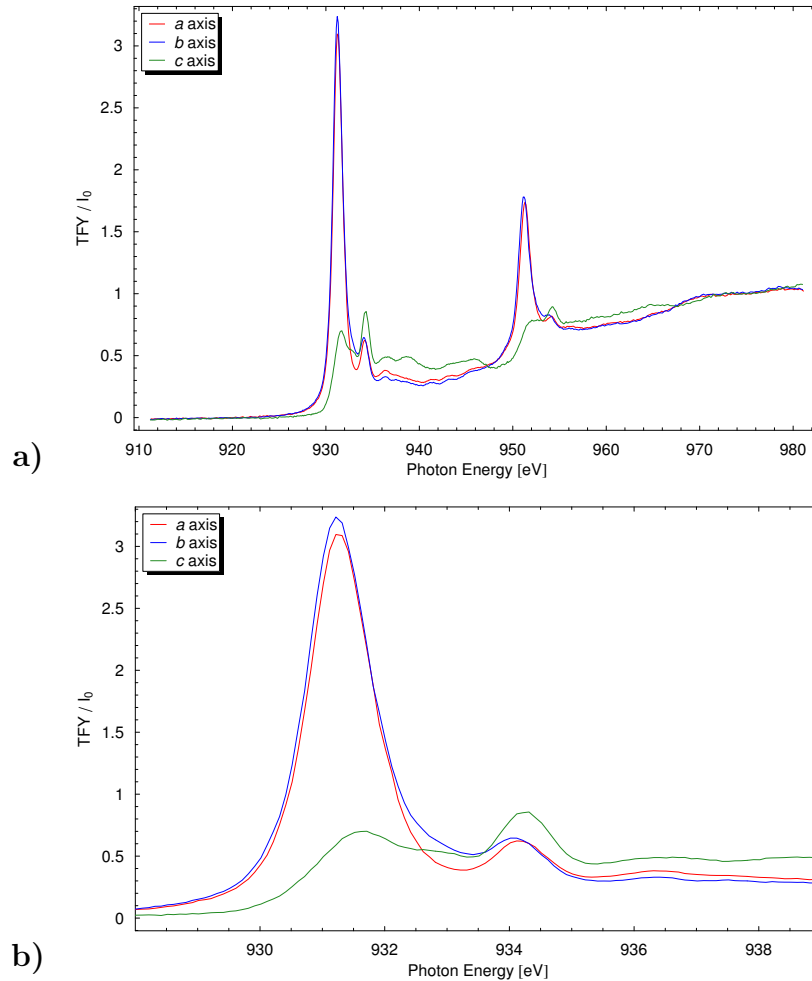 a axis
b axis
c axis
3
2.5
2
1.5
1
0.5
0
TFY / I₀
910 920 930 940 950 960 970 980
Photon Energy [eV]
a)
a axis
b axis
c axis
3
2.5
2
1.5
1
0.5
0
TFY / I₀
930 932 934 936 938
Photon Energy [eV]
b)